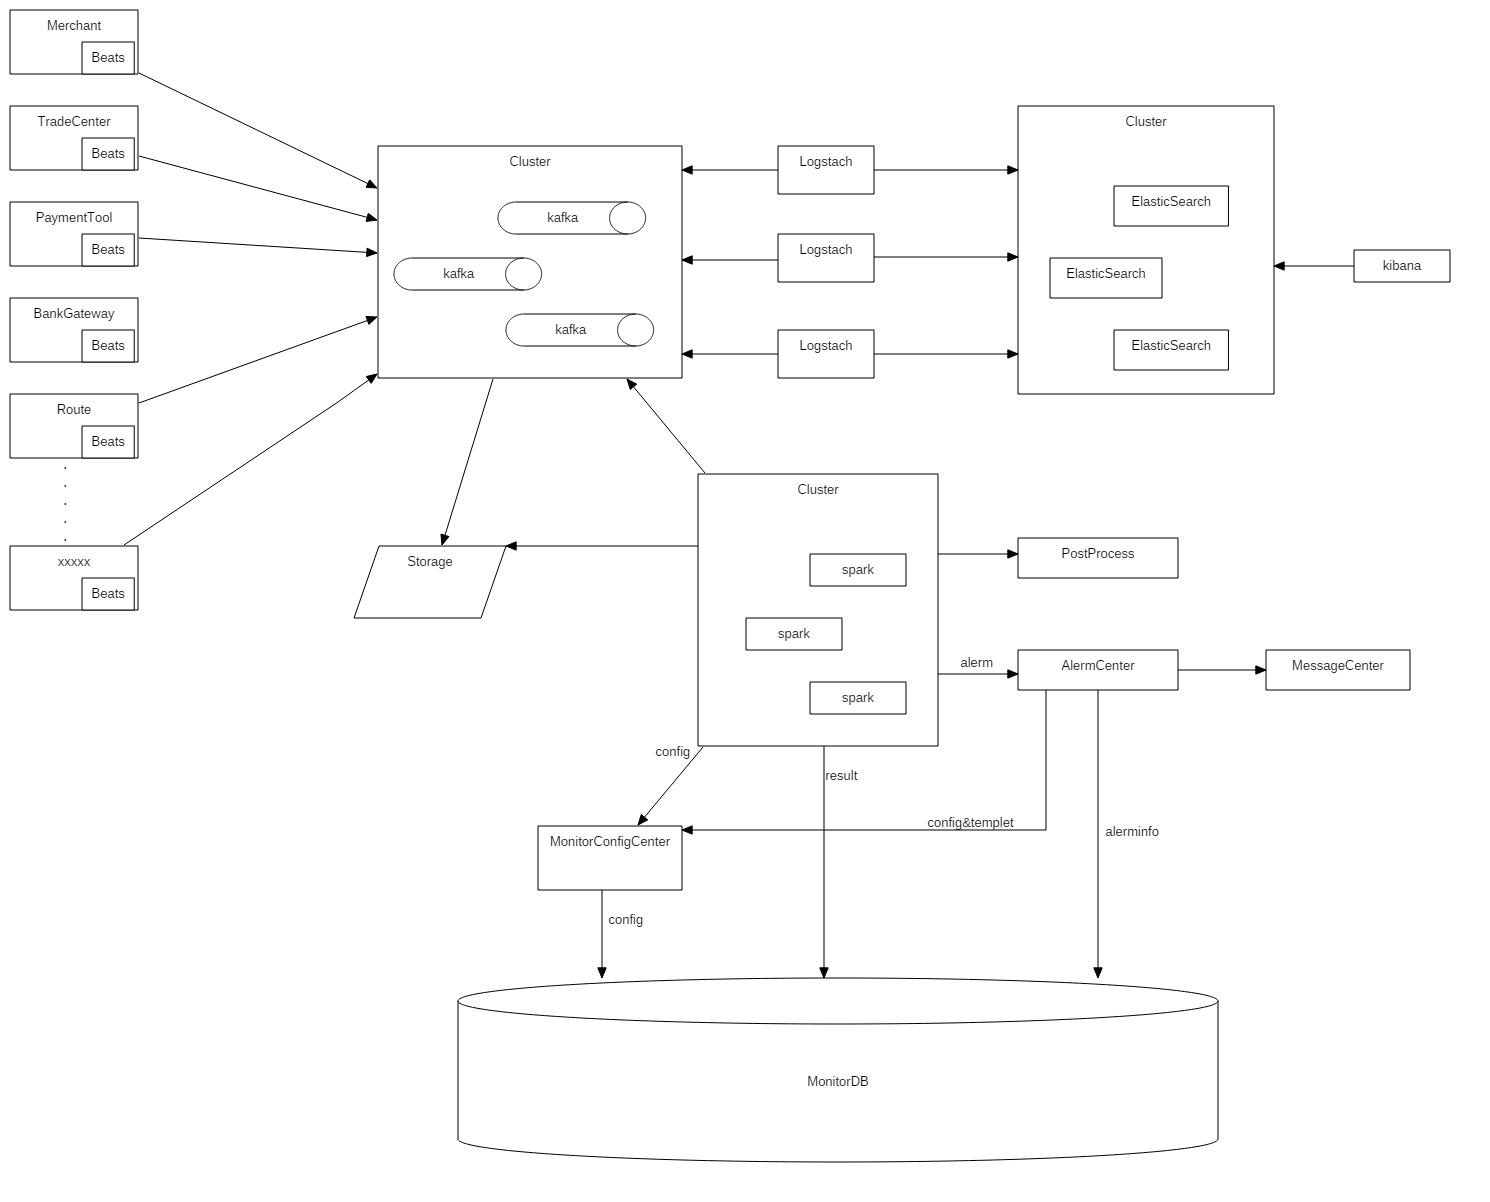 Merchant
Beats
TradeCenter
Beats
PaymentTool
Beats
BankGateway
Beats
Route
Beats
xxxxx
Beats
Cluster
kafka
kafka
kafka
Logstach
Logstach
Logstach
Cluster
ElasticSearch
ElasticSearch
ElasticSearch
kibana
Storage
Cluster
spark
spark
spark
PostProcess
alerm
AlermCenter
MessageCenter
config
result
config&templet
alerminfo
MonitorConfigCenter
config
MonitorDB